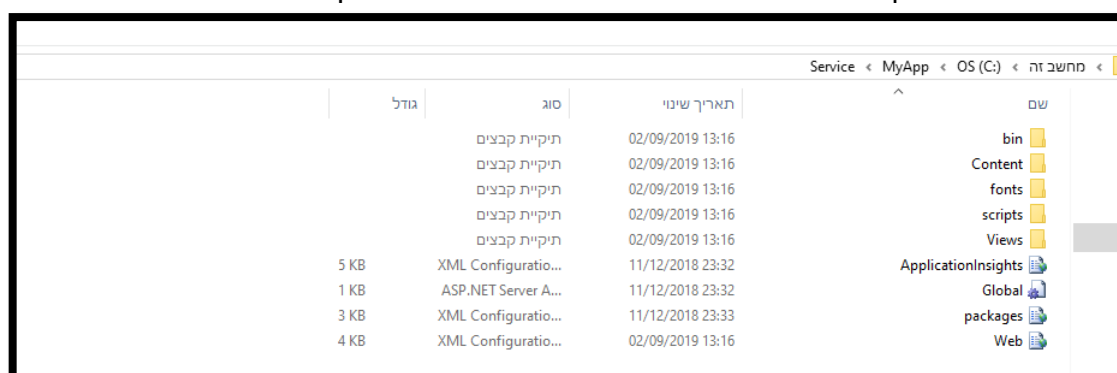 מחשב זה › OS (C:) › MyApp › Service
שם תאריך שינוי סוג גודל
bin 02/09/2019 13:16 תיקיית קבצים
Content 02/09/2019 13:16 תיקיית קבצים
fonts 02/09/2019 13:16 תיקיית קבצים
scripts 02/09/2019 13:16 תיקיית קבצים
Views 02/09/2019 13:16 תיקיית קבצים
ApplicationInsights 11/12/2018 23:32 XML Configuratio... 5 KB
Global 11/12/2018 23:32 ASP.NET Server A... 1 KB
packages 11/12/2018 23:33 XML Configuratio... 3 KB
Web 02/09/2019 13:16 XML Configuratio... 4 KB